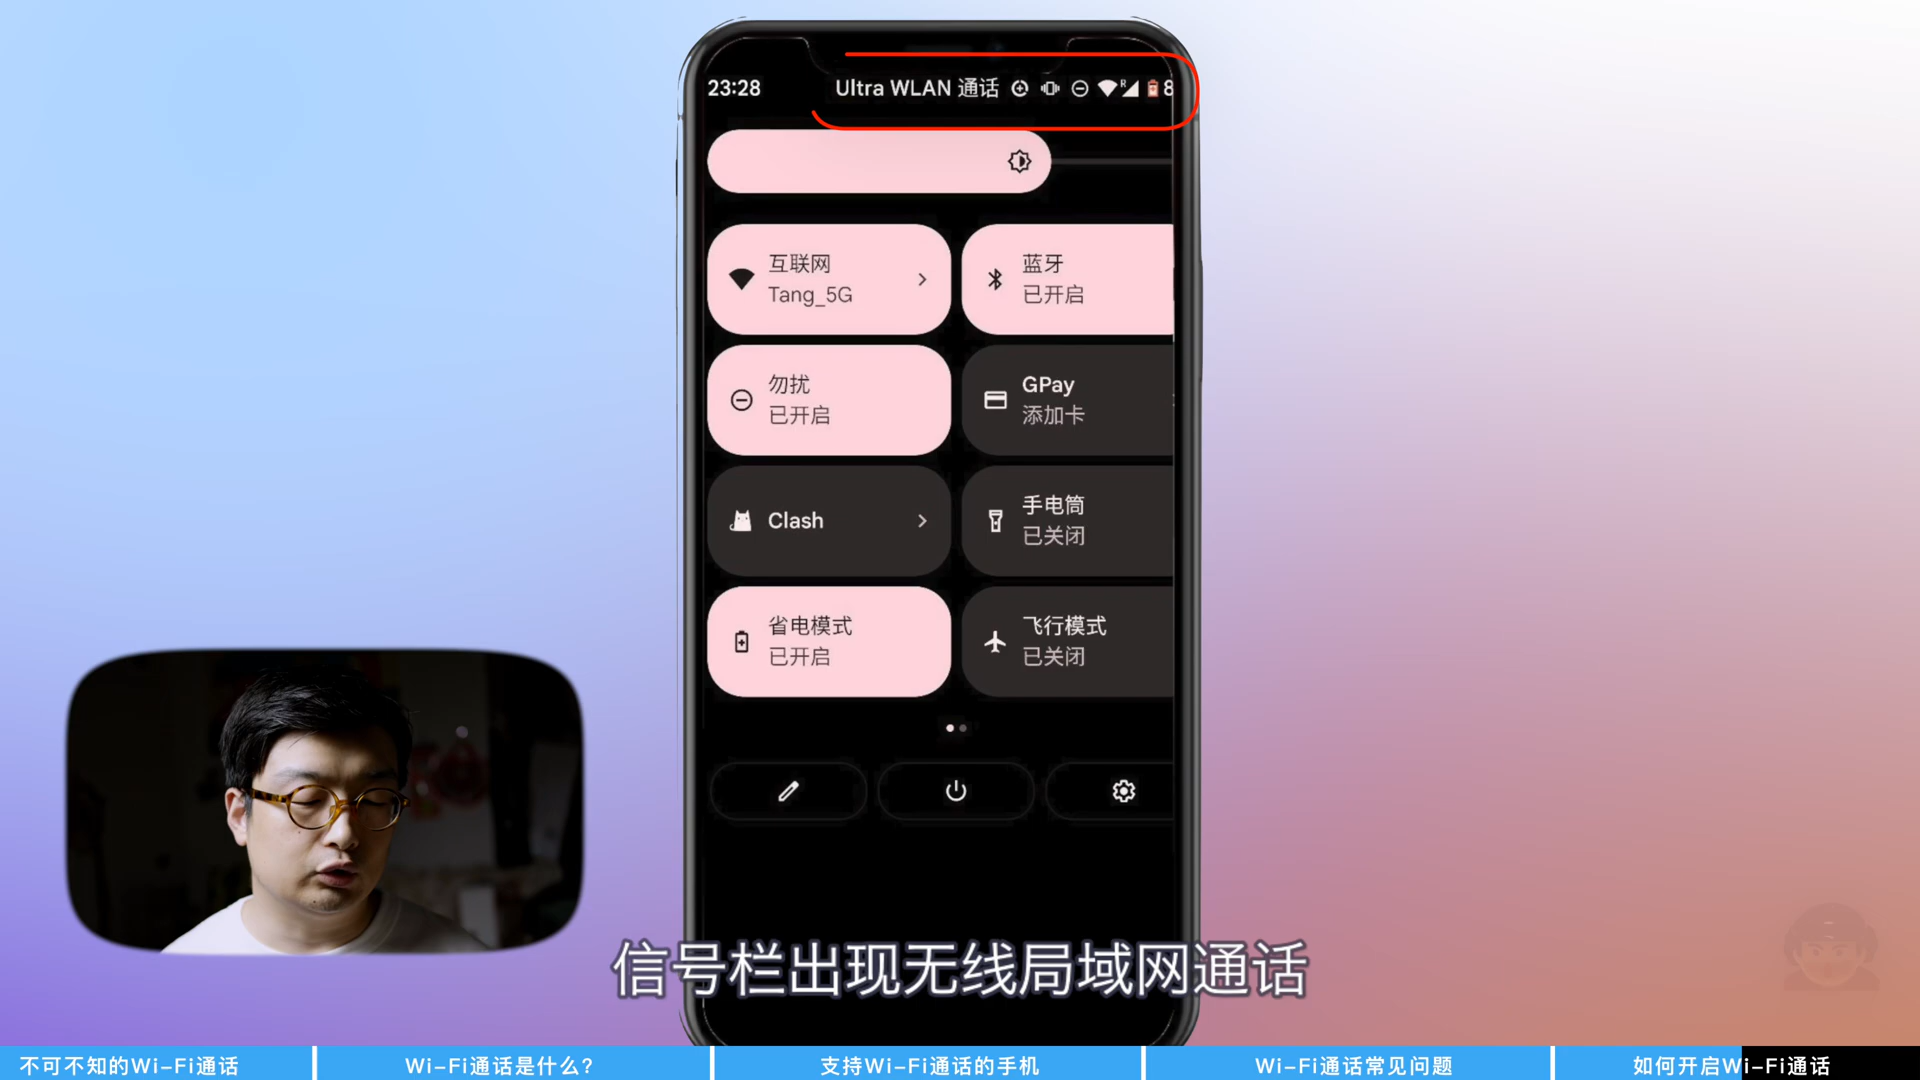 23:28
Ultra WLAN 通话
8
互联网
Tang_5G
蓝牙
已开启
勿扰
已开启
GPay
添加卡
Clash
手电筒
已关闭
省电模式
已开启
飞行模式
已关闭
信号栏出现无线局域网通话
不可不知的Wi-Fi通话
Wi-Fi通话是什么?
支持Wi-Fi通话的手机
Wi-Fi通话常见问题
如何开启Wi-Fi通话